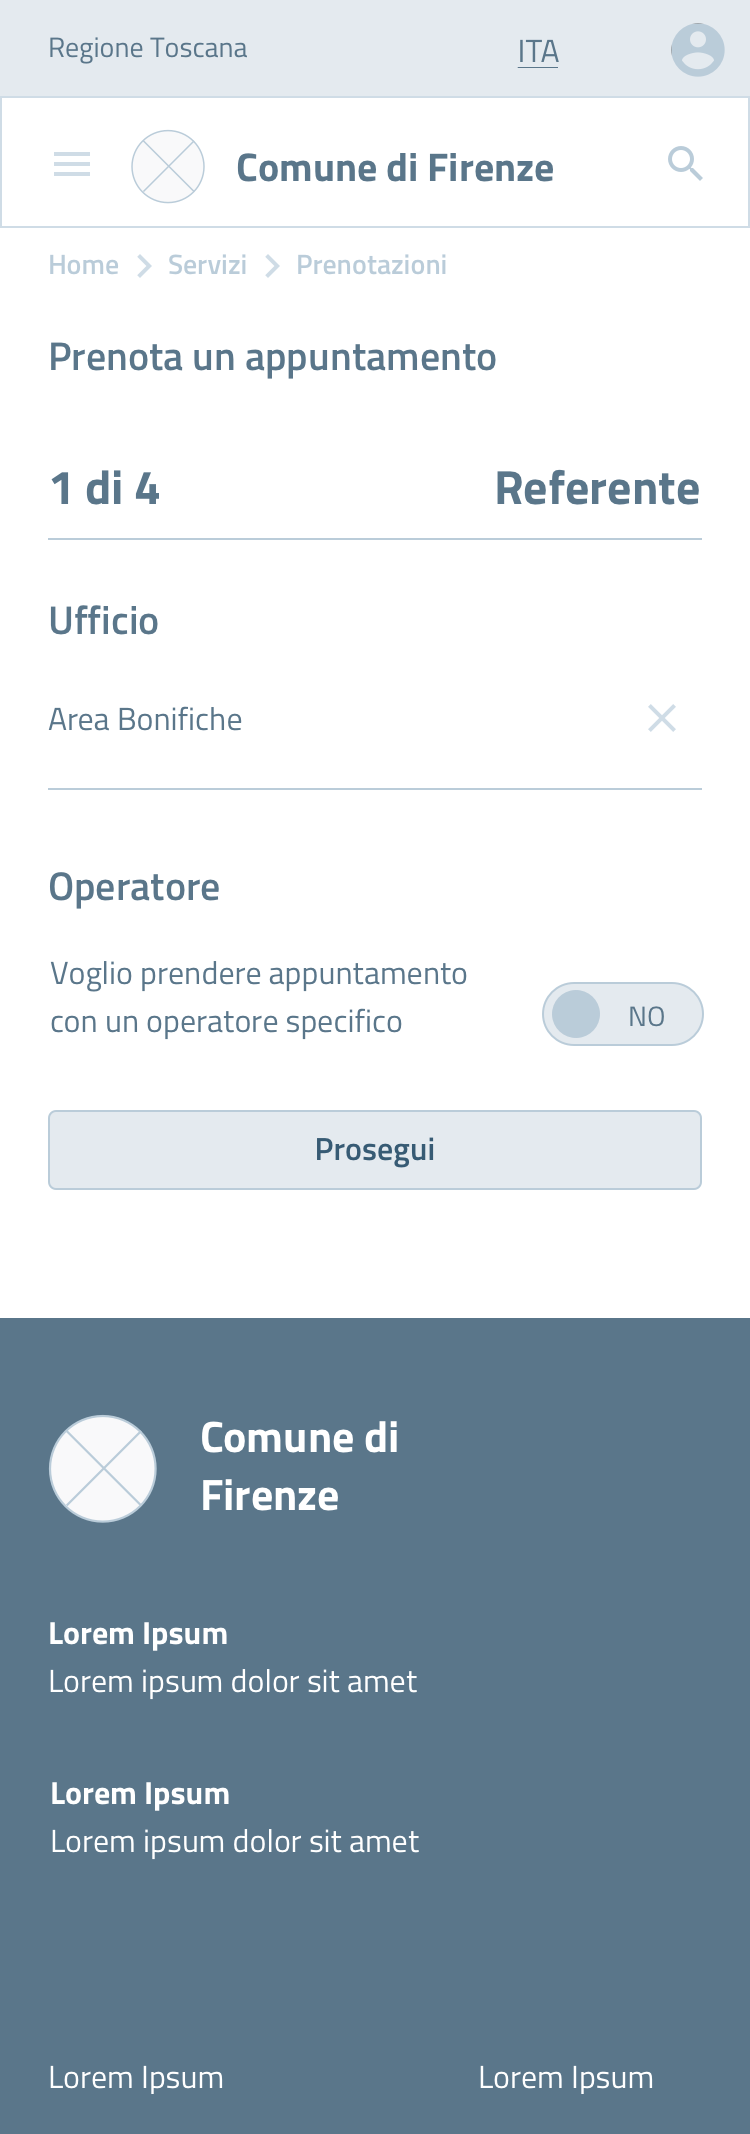 Regione Toscana ITA
Comune di Firenze
Home Servizi Prenotazioni
Prenota un appuntamento
1 di 4 Referente
Ufficio
Area Bonifiche
Operatore
Voglio prendere appuntamento
con un operatore specifico
NO
Prosegui
Comune di
Firenze
Lorem Ipsum
Lorem ipsum dolor sit amet
Lorem Ipsum
Lorem ipsum dolor sit amet
Lorem Ipsum Lorem Ipsum